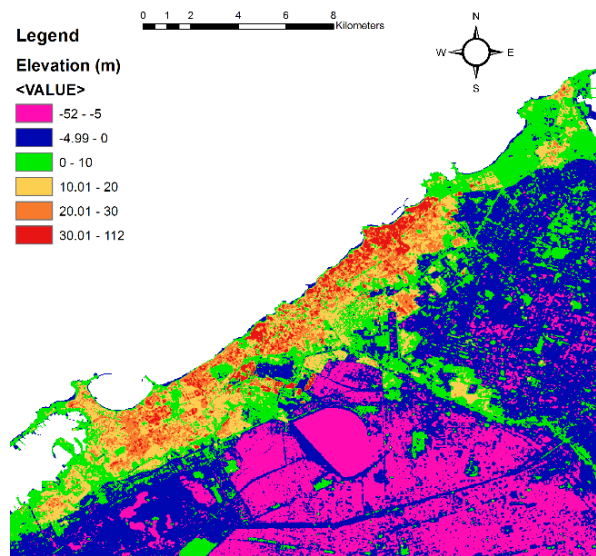 0 1 2 4 6 8
Kilometers
Legend
Elevation (m)
<VALUE>
-52 - -5
-4.99 - 0
0 - 10
10.01 - 20
20.01 - 30
30.01 - 112
N
W E
S